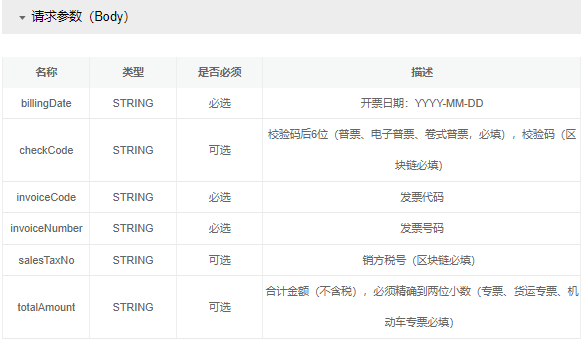 请求参数（Body）
名称 类型 是否必须 描述
billingDate STRING 必选 开票日期：YYYY-MM-DD
checkCode STRING 可选 校验码后6位（普票、电子普票、卷式普票，必填），校验码（区
块链必填）
invoiceCode STRING 必选 发票代码
invoiceNumber STRING 必选 发票号码
salesTaxNo STRING 可选 销方税号（区块链必填）
totalAmount STRING 可选 合计金额（不含税），必须精确到两位小数（专票、货运专票、机
动车专票必填）